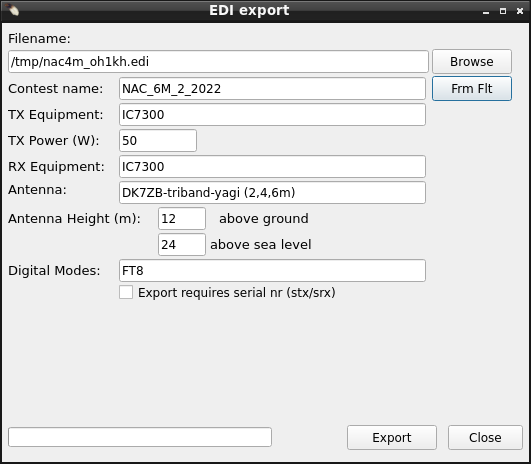 EDI export
Filename:
/tmp/nac4m_oh1kh.edi Browse
Contest name: NAC_6M_2_2022 Frm Flt
TX Equipment: IC7300
TX Power (W): 50
RX Equipment: IC7300
Antenna: DK7ZB-triband-yagi (2,4,6m)
Antenna Height (m): 12 above ground
24 above sea level
Digital Modes: FT8
Export requires serial nr (stx/srx)
Export Close